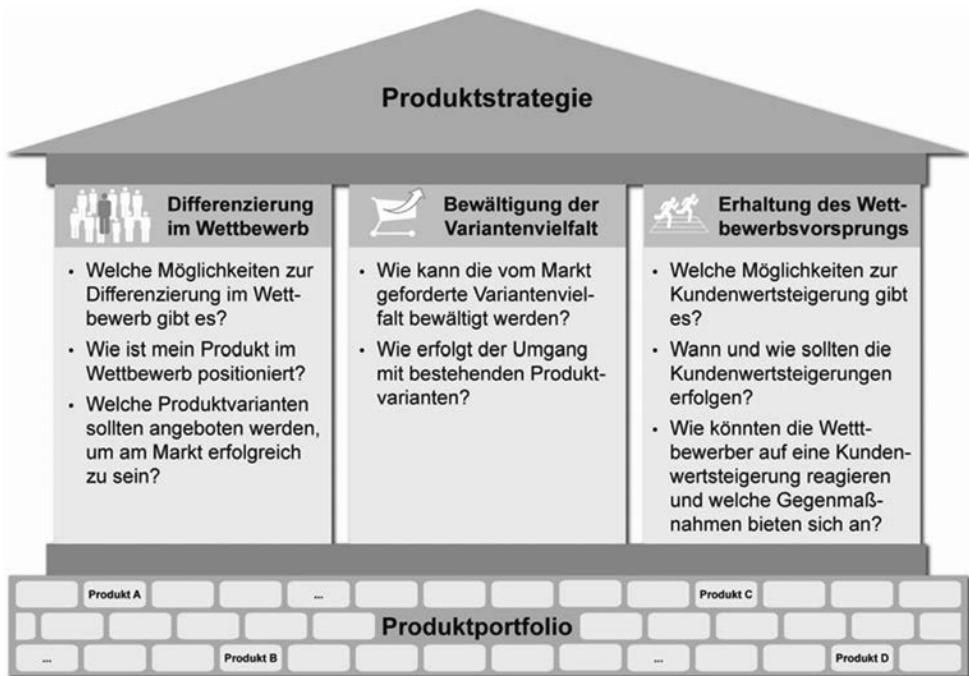 Produktstrategie
Differenzierung
im Wettbewerb
• Welche Möglichkeiten zur
Differenzierung im Wett-
bewerb gibt es?
• Wie ist mein Produkt im
Wettbewerb positioniert?
• Welche Produktvarianten
sollten angeboten werden,
um am Markt erfolgreich
zu sein?
Bewältigung der
Variantenvielfalt
• Wie kann die vom Markt
geforderte Variantenviel-
falt bewältigt werden?
• Wie erfolgt der Umgang
mit bestehenden Produkt-
varianten?
Erhaltung des Wett-
bewerbsvorsprungs
• Welche Möglichkeiten zur
Kundenwertsteigerung gibt
es?
• Wann und wie sollten die
Kundenwertsteigerungen
erfolgen?
• Wie könnten die Wettt-
bewerber auf eine Kunden-
wertsteigerung reagieren
und welche Gegenmaß-
nahmen bieten sich an?
Produkt A ... Produkt C
Produktportfolio
... Produkt B ... Produkt D